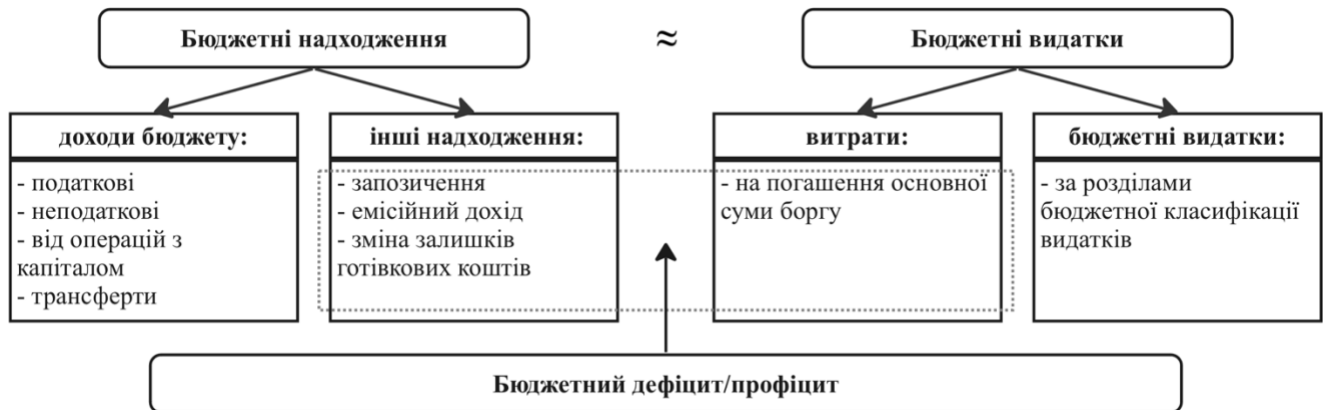 Бюджетні надходження
≈
Бюджетні видатки
доходи бюджету:
- податкові
- неподаткові
- від операцій з
капіталом
- трансферти
інші надходження:
- запозичення
- емісійний дохід
- зміна залишків
готівкових коштів
витрати:
- на погашення основної
суми боргу
бюджетні видатки:
- за розділами
бюджетної класифікації
видатків
Бюджетний дефіцит/профіцит